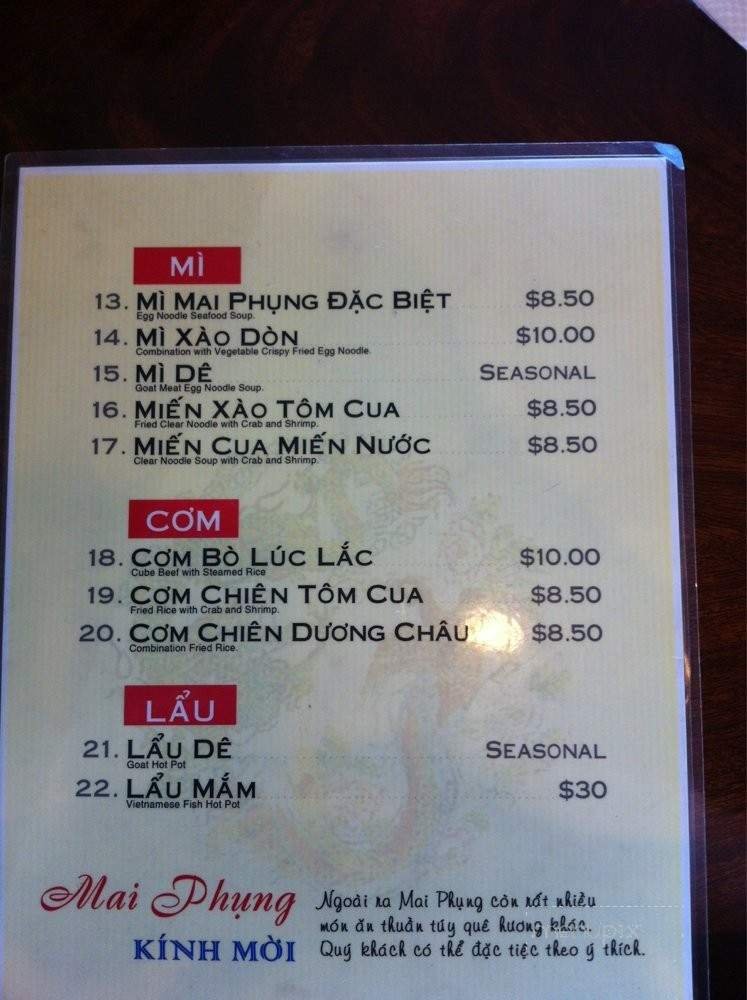 MÌ
13. MÌ MAI PHỤNG ĐẶC BIỆT $8.50
Egg Noodle Seafood Soup.
14. MÌ XÀO DÒN $10.00
Combination with Vegetable Crispy Fried Egg Noodle.
15. MÌ DÊ SEASONAL
Goat Meat Egg Noodle Soup.
16. MIẾN XÀO TÔM CUA $8.50
Fried Clear Noodle with Crab and Shrimp.
17. MIẾN CUA MIẾN NƯỚC $8.50
Clear Noodle Soup with Crab and Shrimp.
CƠM
18. CƠM BÒ LÚC LẮC $10.00
Cube Beef with Steamed Rice
19. CƠM CHIÊN TÔM CUA $8.50
Fried Rice with Crab and Shrimp.
20. CƠM CHIÊN DƯƠNG CHÂU $8.50
Combination Fried Rice.
LẨU
21. LẨU DÊ SEASONAL
Goat Hot Pot
22. LẨU MẮM $30
Vietnamese Fish Hot Pot
Mai Phụng
KÍNH MỜI
Ngoài ra Mai Phụng còn rất nhiều
món ăn thuần túy quê hương khác.
Quý khách có thể đặc tiệc theo ý thích.